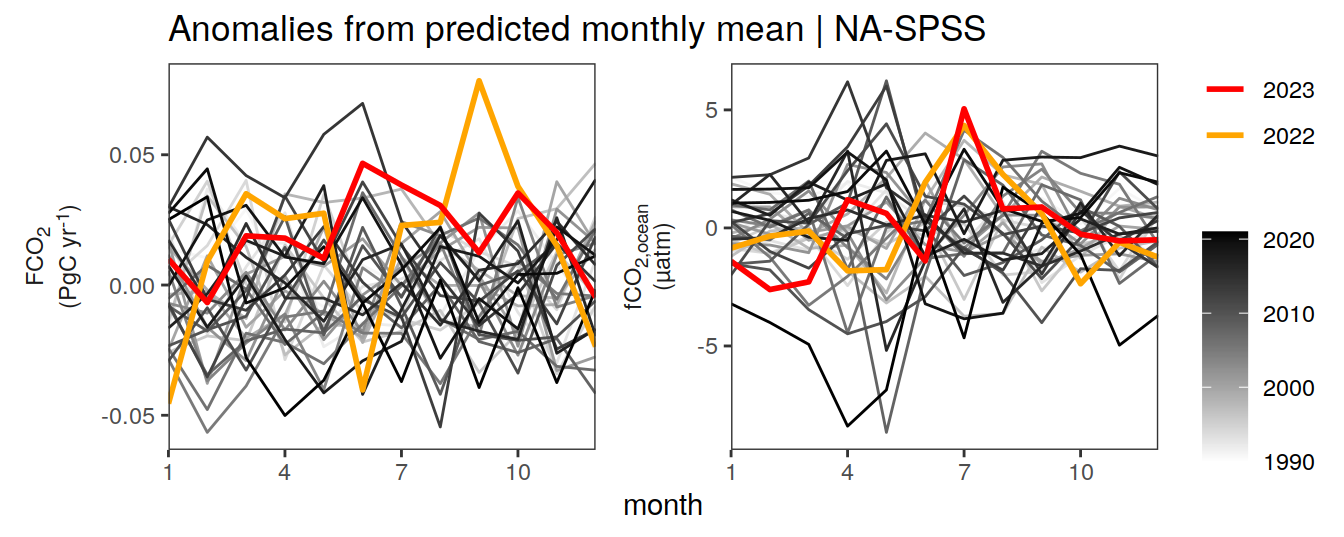 Anomalies from predicted monthly mean | NA-SPSS
FCO2
(PgC yr⁻¹)
0.05
0.00
-0.05
1 4 7 10
fCO2,ocean
(µatm)
5
0
-5
1 4 7 10
month
2023
2022
2020
2010
2000
1990